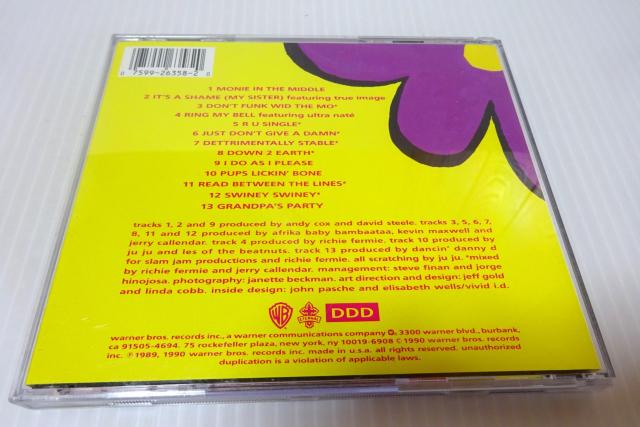 0 7599-26358-2 0
1 MONIE IN THE MIDDLE
2 IT'S A SHAME (MY SISTER) featuring true image
3 DON'T FUNK WID THE MO*
4 RING MY BELL featuring ultra naté
5 R U SINGLE*
6 JUST DON'T GIVE A DAMN*
7 DETTRIMENTALLY STABLE*
8 DOWN 2 EARTH*
9 I DO AS I PLEASE
10 PUPS LICKIN' BONE
11 READ BETWEEN THE LINES*
12 SWINEY SWINEY*
13 GRANDPA'S PARTY
tracks 1, 2 and 9 produced by andy cox and david steele. tracks 3, 5, 6, 7,
8, 11 and 12 produced by afrika baby bambaataa, kevin maxwell and
jerry callendar. track 4 produced by richie fermie. track 10 produced by
ju ju and les of the beatnuts. track 13 produced by dancin' danny d
for slam jam productions and richie fermie. all scratching by ju ju. *mixed
by richie fermie and jerry callendar. management: steve finan and jorge
hinojosa. photography: janette beckman. art direction and design: jeff gold
and linda cobb. inside design: john pasche and elisabeth wells/vivid i.d.
WB ETERNAL DDD
warner bros. records inc., a warner communications company 3300 warner blvd., burbank,
ca 91505-4694. 75 rockefeller plaza, new york, ny 10019-6908 © 1990 warner bros. records
inc. ℗ 1989, 1990 warner bros. records inc. made in u.s.a. all rights reserved. unauthorized
duplication is a violation of applicable laws.